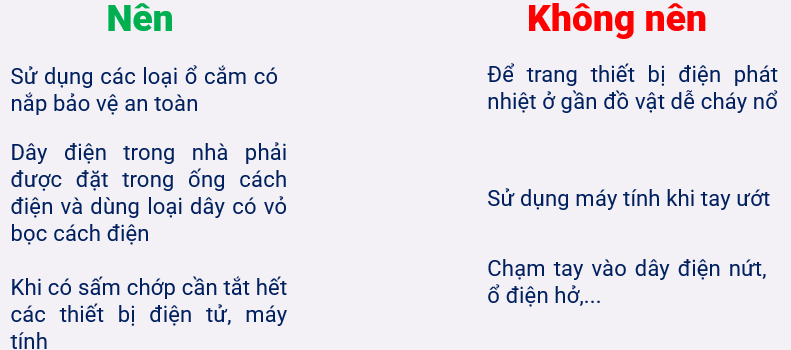 Nên
Sử dụng các loại ổ cắm có
nắp bảo vệ an toàn
Dây điện trong nhà phải
được đặt trong ống cách
điện và dùng loại dây có vỏ
bọc cách điện
Khi có sấm chớp cần tắt hết
các thiết bị điện tử, máy
tính
Không nên
Để trang thiết bị điện phát
nhiệt ở gần đồ vật dễ cháy nổ
Sử dụng máy tính khi tay ướt
Chạm tay vào dây điện nứt,
ổ điện hở,...